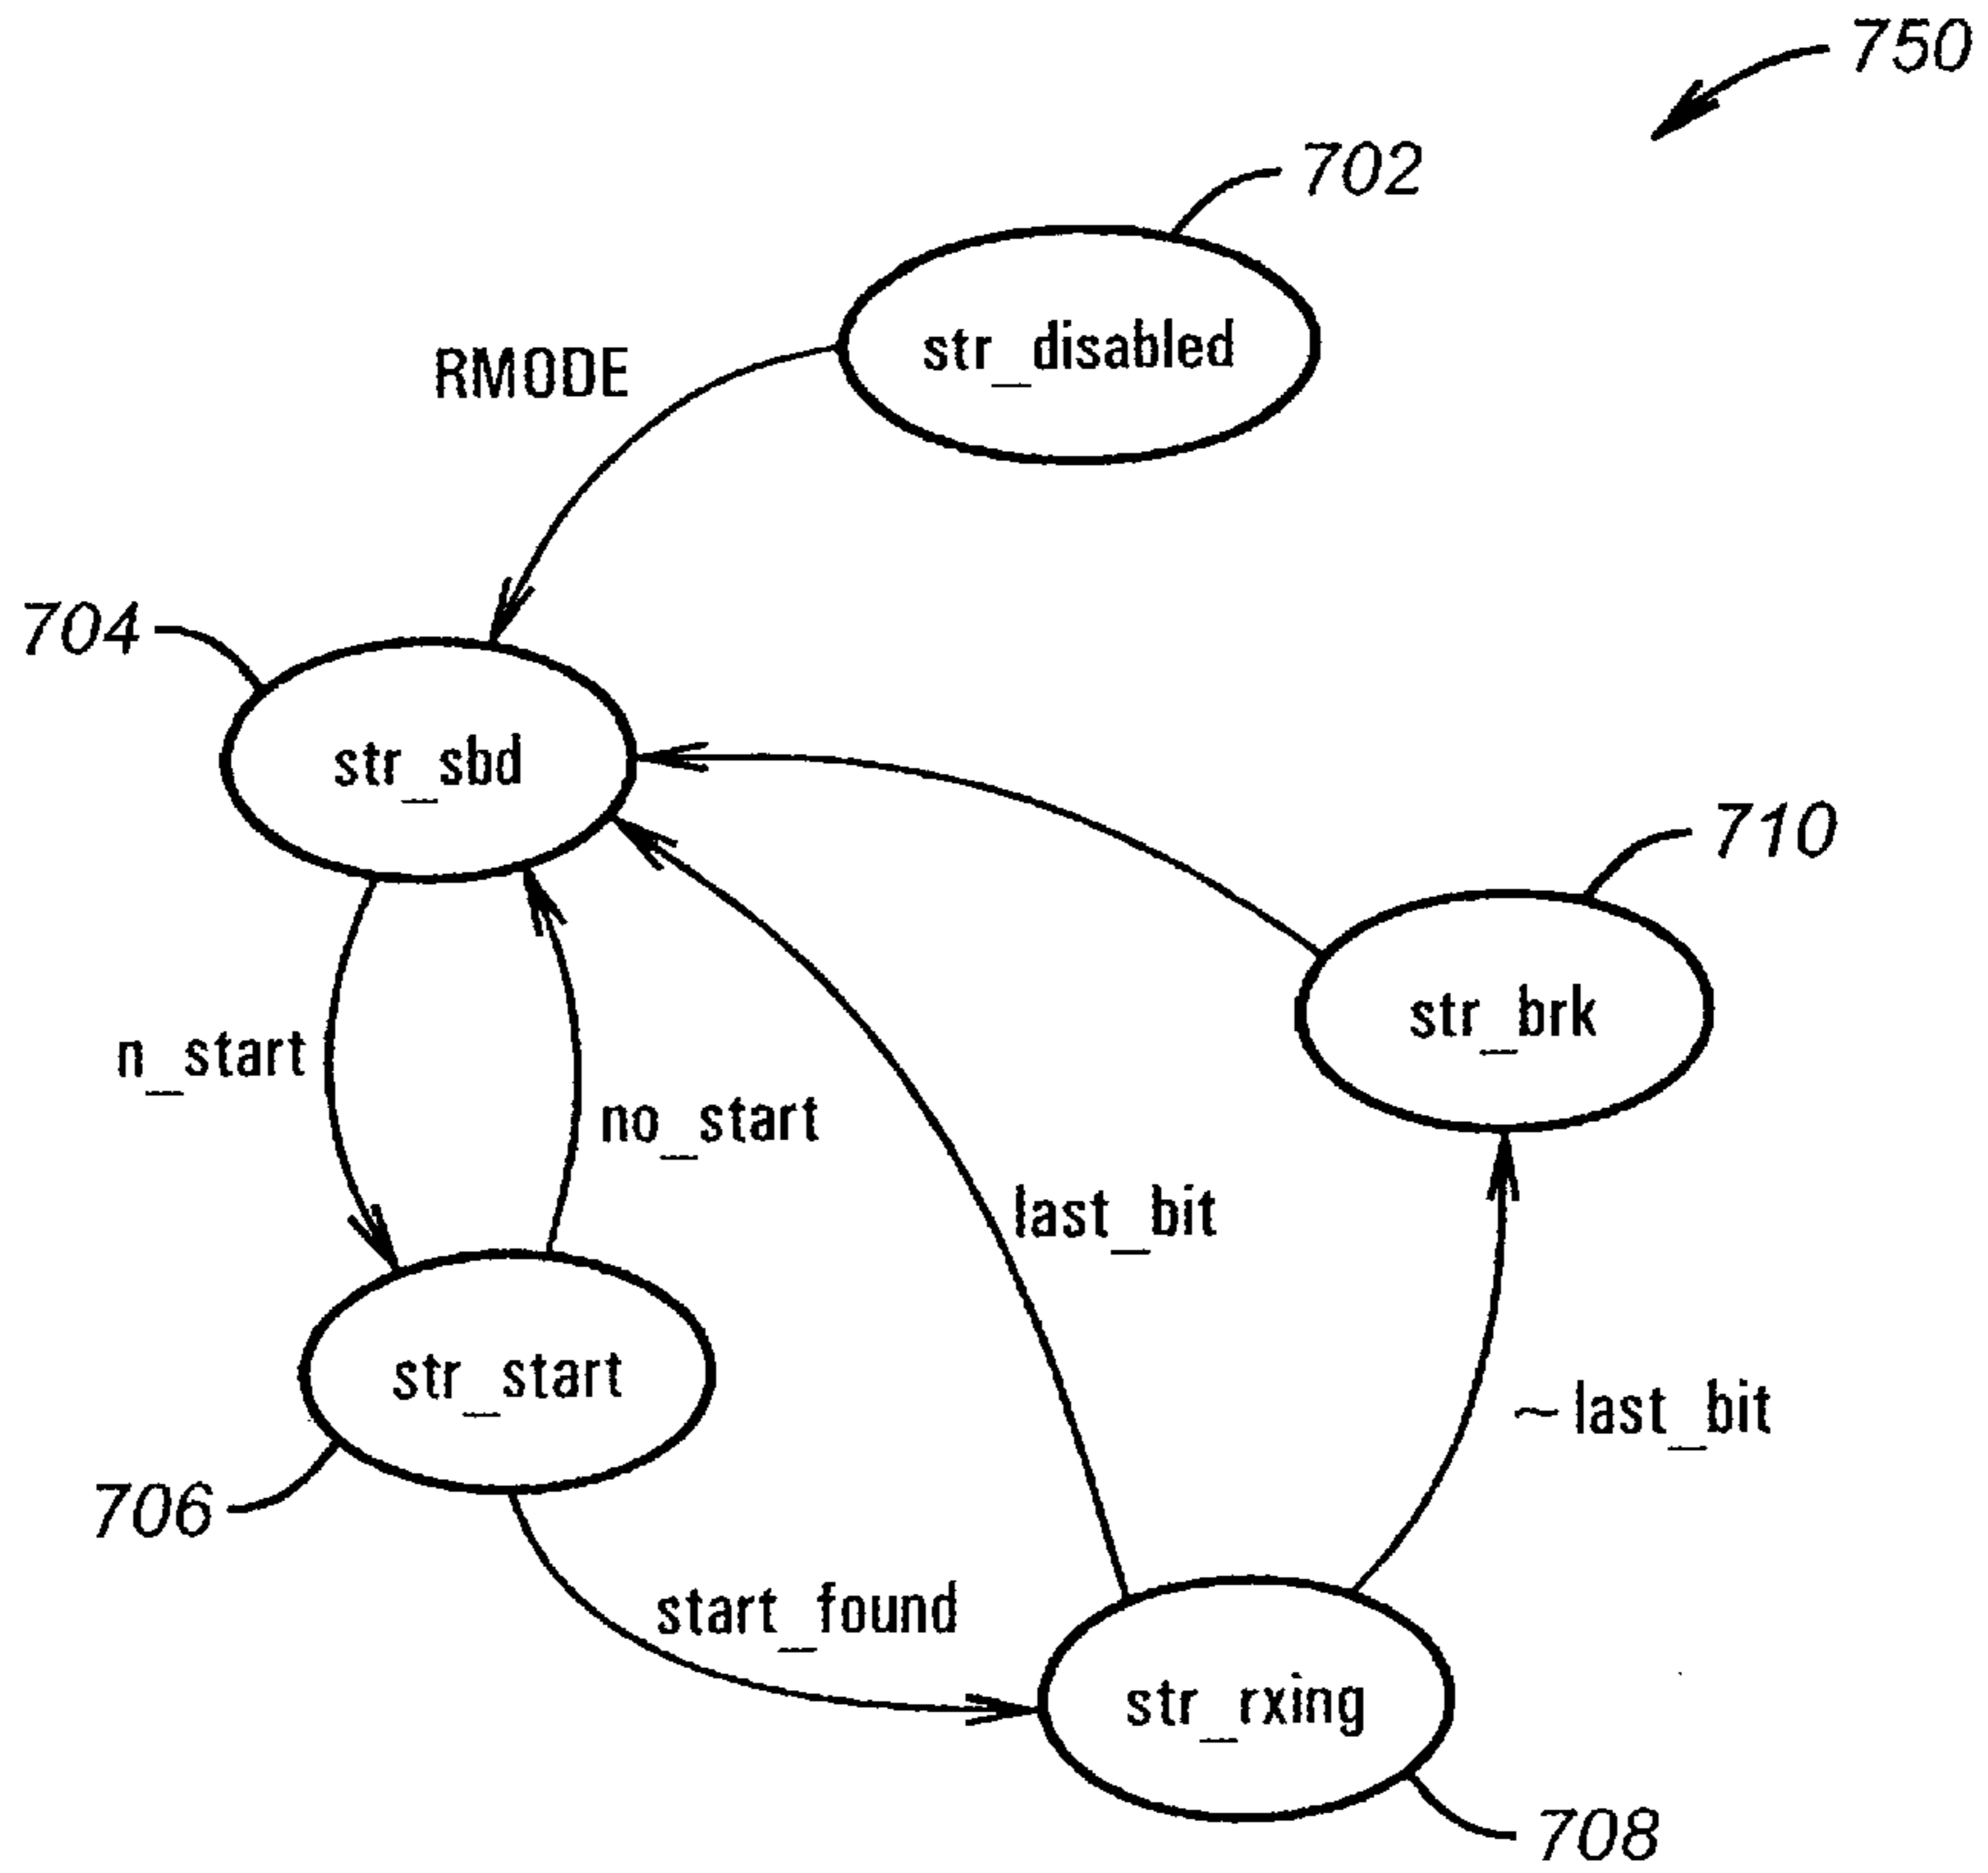 750
702
str_disabled
RMODE
704
str_sbd
710
str_brk
n_start
no_start
last_bit
str_start
~last_bit
706
start_found
str_rxing
708